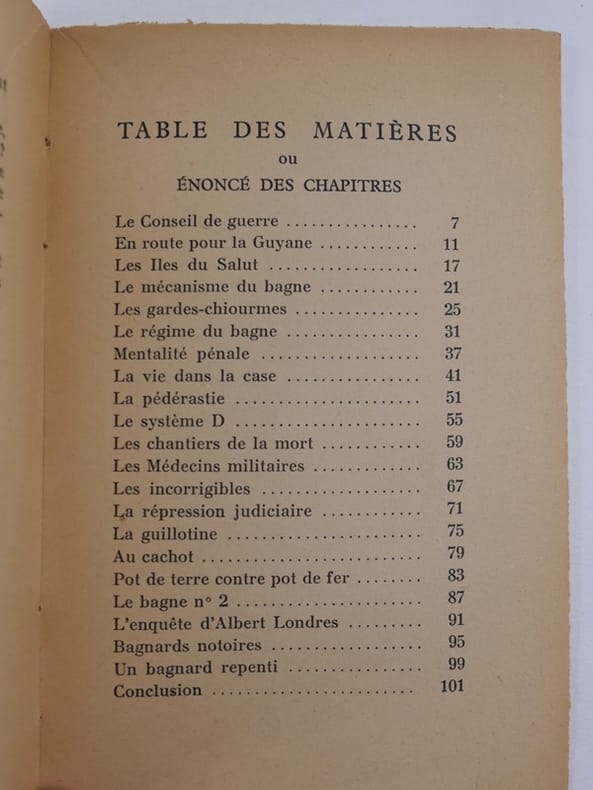 TABLE DES MATIÈRES
ou
ÉNONCÉ DES CHAPITRES
Le Conseil de guerre ................ 7
En route pour la Guyane ............ 11
Les Iles du Salut .................. 17
Le mécanisme du bagne ............ 21
Les gardes-chiourmes ............... 25
Le régime du bagne ................ 31
Mentalité pénale ................... 37
La vie dans la case ................ 41
La pédérastie ...................... 51
Le système D ...................... 55
Les chantiers de la mort ............ 59
Les Médecins militaires ............. 63
Les incorrigibles ................... 67
La répression judiciaire ............ 71
La guillotine ....................... 75
Au cachot .......................... 79
Pot de terre contre pot de fer ........ 83
Le bagne nº 2 ...................... 87
L'enquête d'Albert Londres ......... 91
Bagnards notoires .................. 95
Un bagnard repenti ................ 99
Conclusion ........................ 101